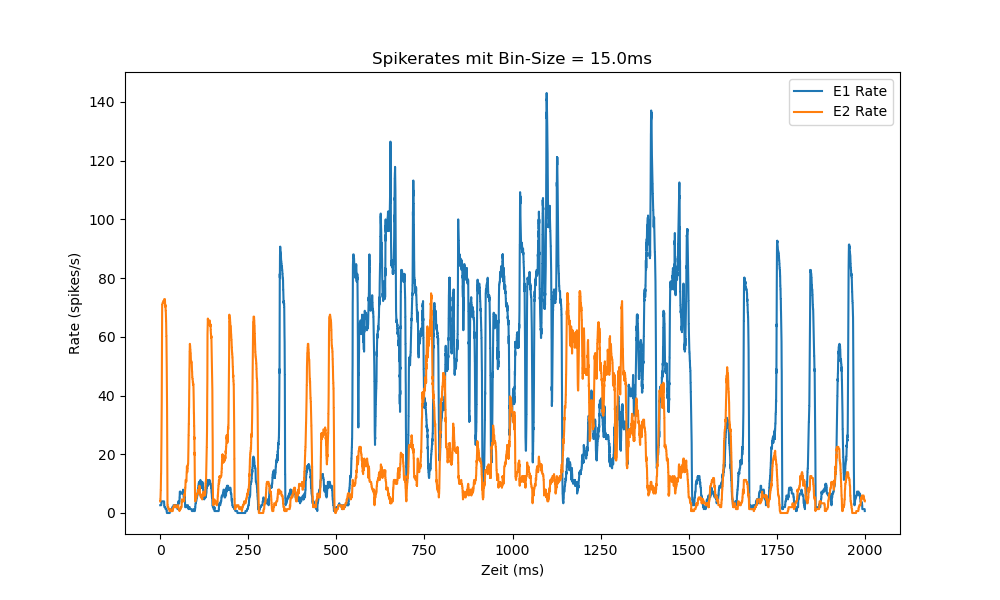 Spikerates mit Bin-Size = 15.0ms
E1 Rate
E2 Rate
Rate (spikes/s)
140
120
100
80
60
40
20
0
0 250 500 750 1000 1250 1500 1750 2000
Zeit (ms)